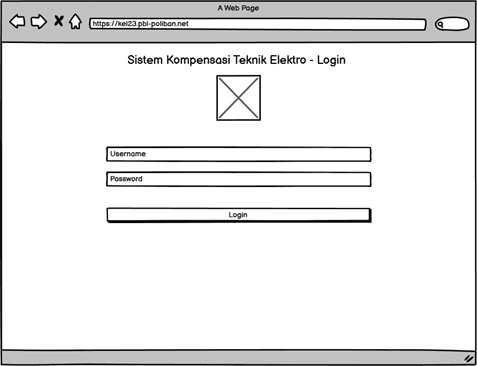 A Web Page
https://kel23.pbl-poliban.net
Sistem Kompensasi Teknik Elektro - Login
Username
Password
Login